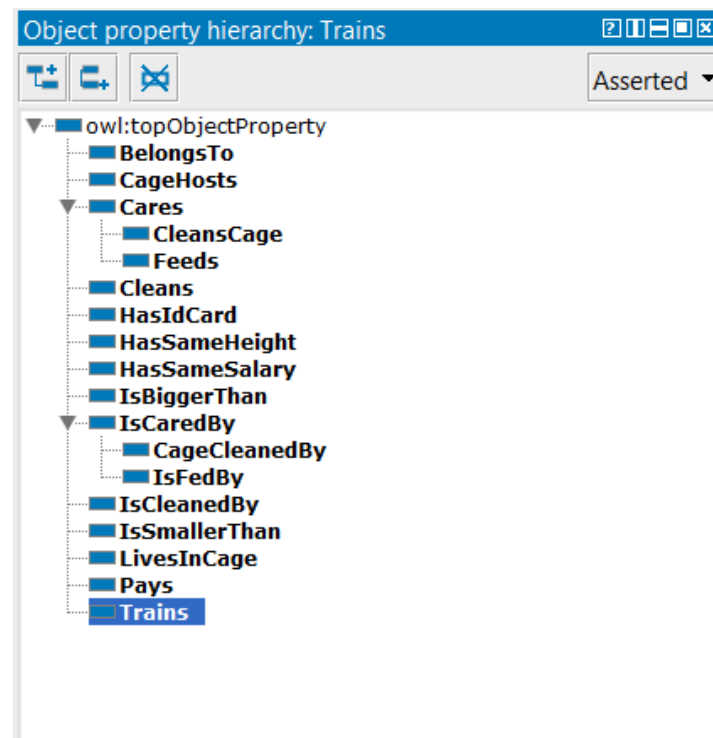 Object property hierarchy: Trains
Asserted
owl:topObjectProperty
BelongsTo
CageHosts
Cares
CleansCage
Feeds
Cleans
HasIdCard
HasSameHeight
HasSameSalary
IsBiggerThan
IsCaredBy
CageCleanedBy
IsFedBy
IsCleanedBy
IsSmallerThan
LivesInCage
Pays
Trains